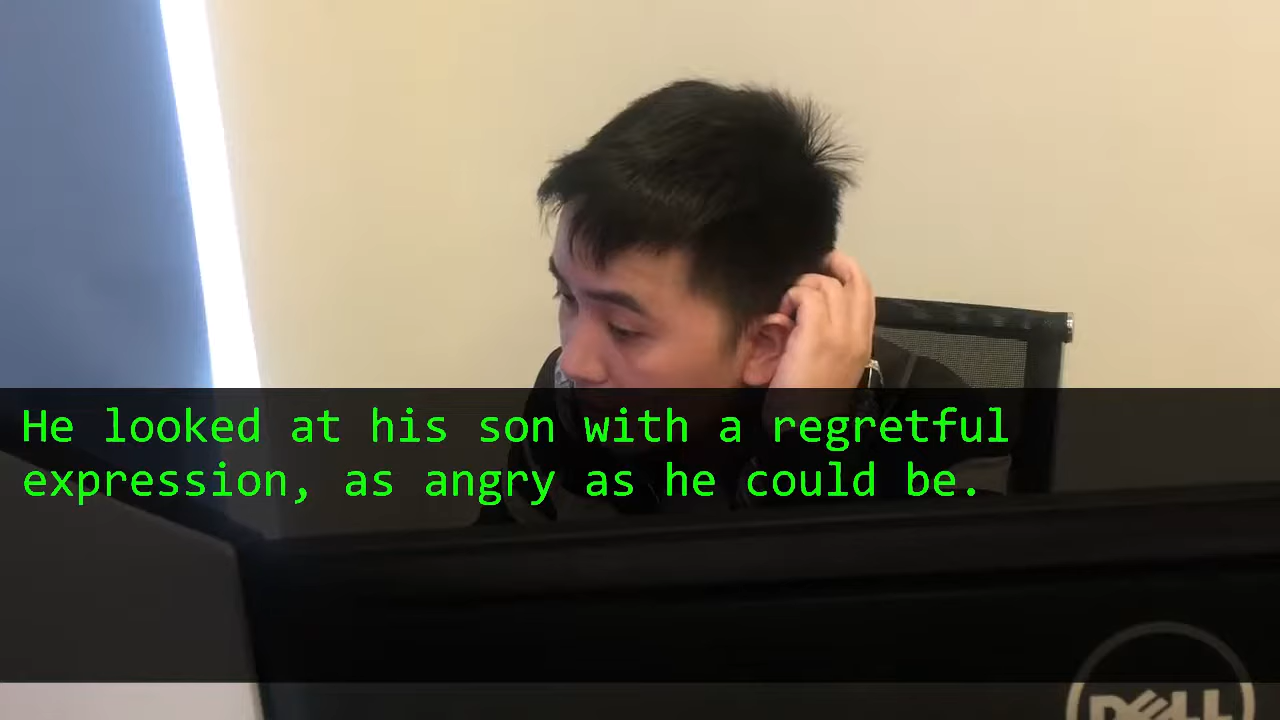 He looked at his son with a regretful
expression, as angry as he could be.
DELL